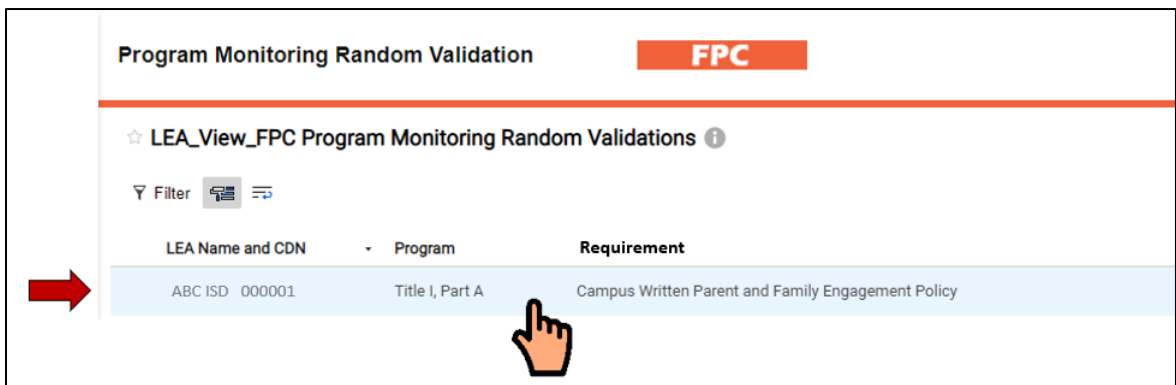 Program Monitoring Random Validation FPC
LEA_View_FPC Program Monitoring Random Validations
Filter
LEA Name and CDN Program Requirement
ABC ISD 000001 Title I, Part A Campus Written Parent and Family Engagement Policy